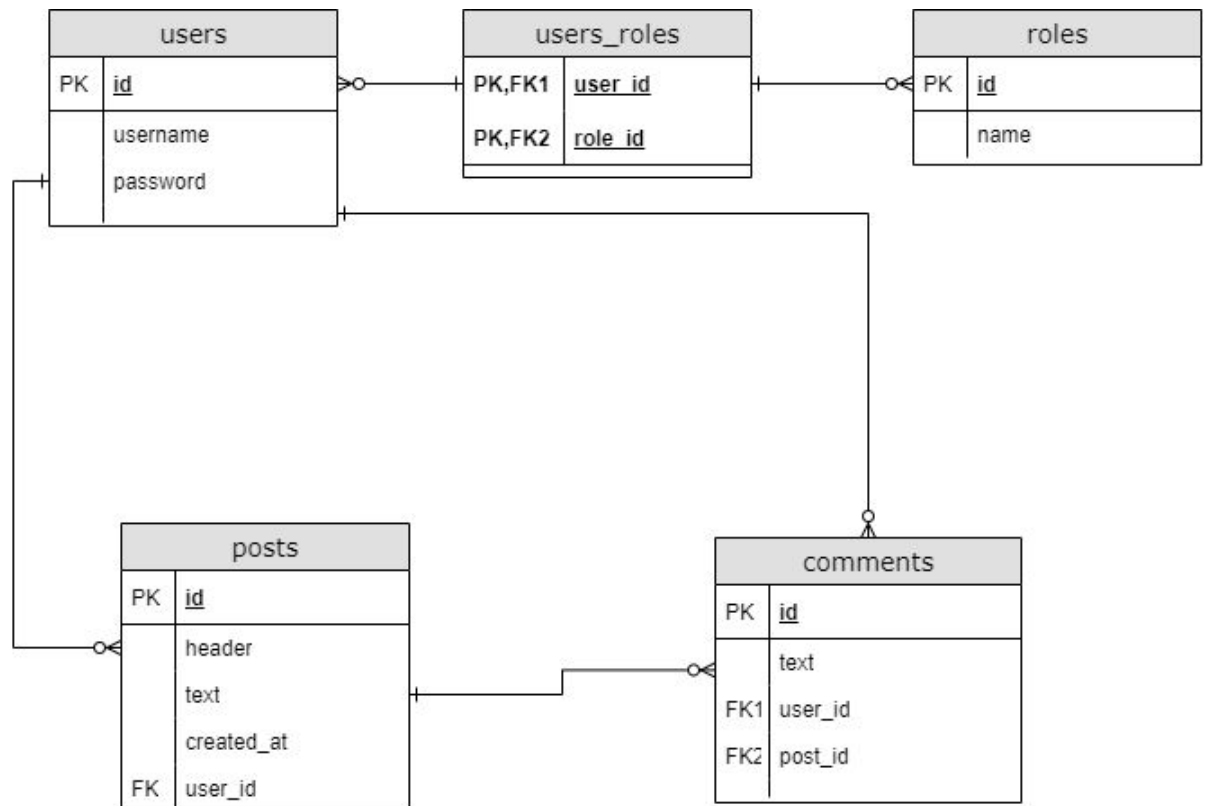 users
PK id
username
password
users_roles
PK,FK1 user_id
PK,FK2 role_id
roles
PK id
name
posts
PK id
header
text
created_at
FK user_id
comments
PK id
text
FK1 user_id
FK2 post_id